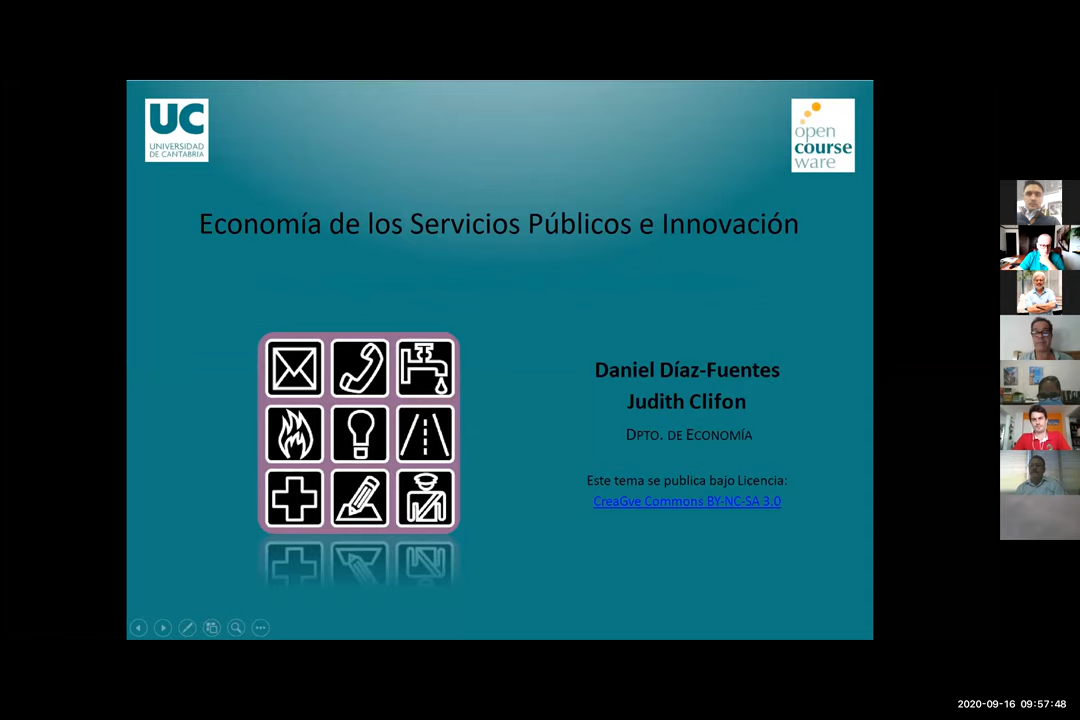 UC
UNIVERSIDAD
DE CANTABRIA
open
course
ware
Economía de los Servicios Públicos e Innovación
Daniel Díaz-Fuentes
Judith Clifon
DPTO. DE ECONOMÍA
Este tema se publica bajo Licencia:
CreaGve Commons BY-NC-SA 3.0
2020-09-16 09:57:48